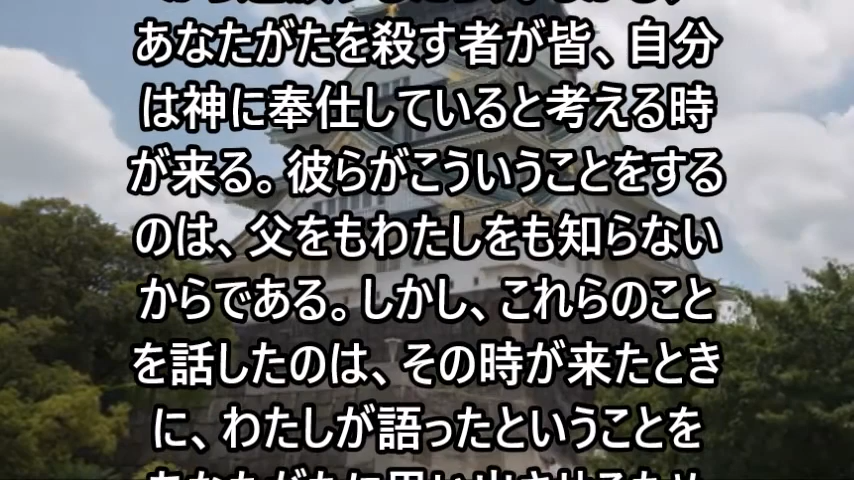 あなたがたを殺す者が皆、自分
は神に奉仕していると考える時
が来る。彼らがこういうことをする
のは、父をもわたしをも知らない
からである。しかし、これらのこと
を話したのは、その時が来たとき
に、わたしが語ったということを